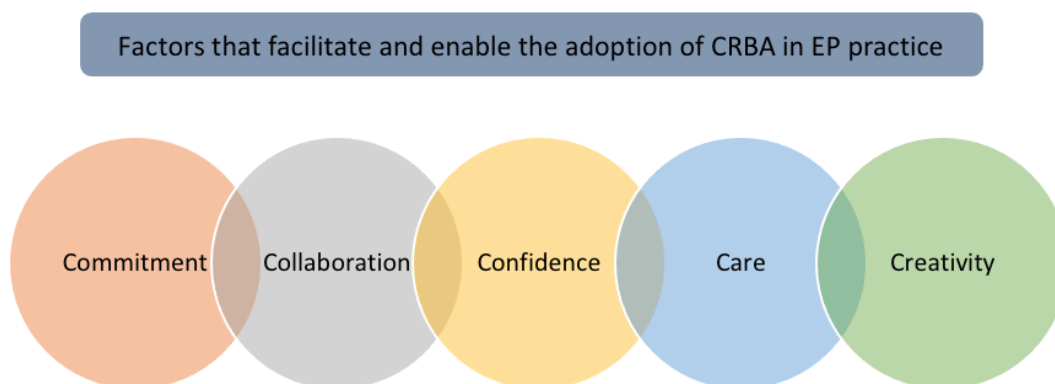 Factors that facilitate and enable the adoption of CRBA in EP practice
Commitment
Collaboration
Confidence
Care
Creativity